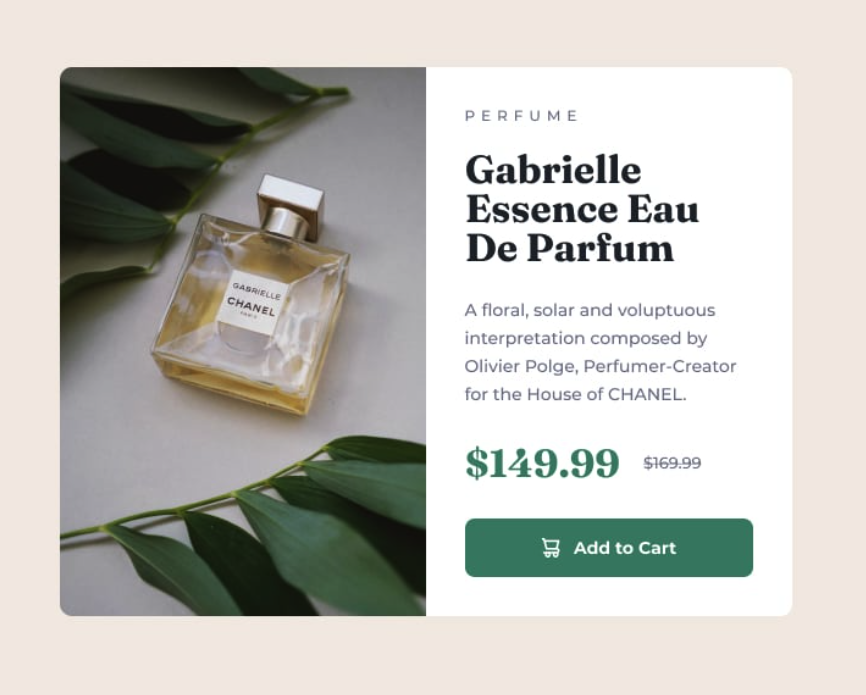 PERFUME
Gabrielle
Essence Eau
De Parfum
GABRIELLE
CHANEL
PARIS
A floral, solar and voluptuous
interpretation composed by
Olivier Polge, Perfumer-Creator
for the House of CHANEL.
$149.99 $169.99
Add to Cart